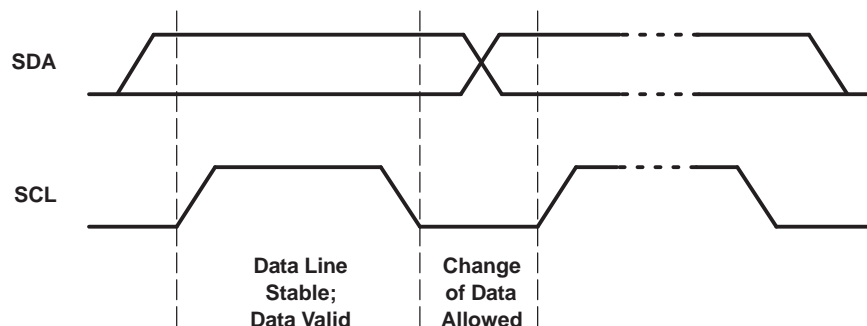 SDA
SCL
Data Line
Stable;
Data Valid
Change
of Data
Allowed